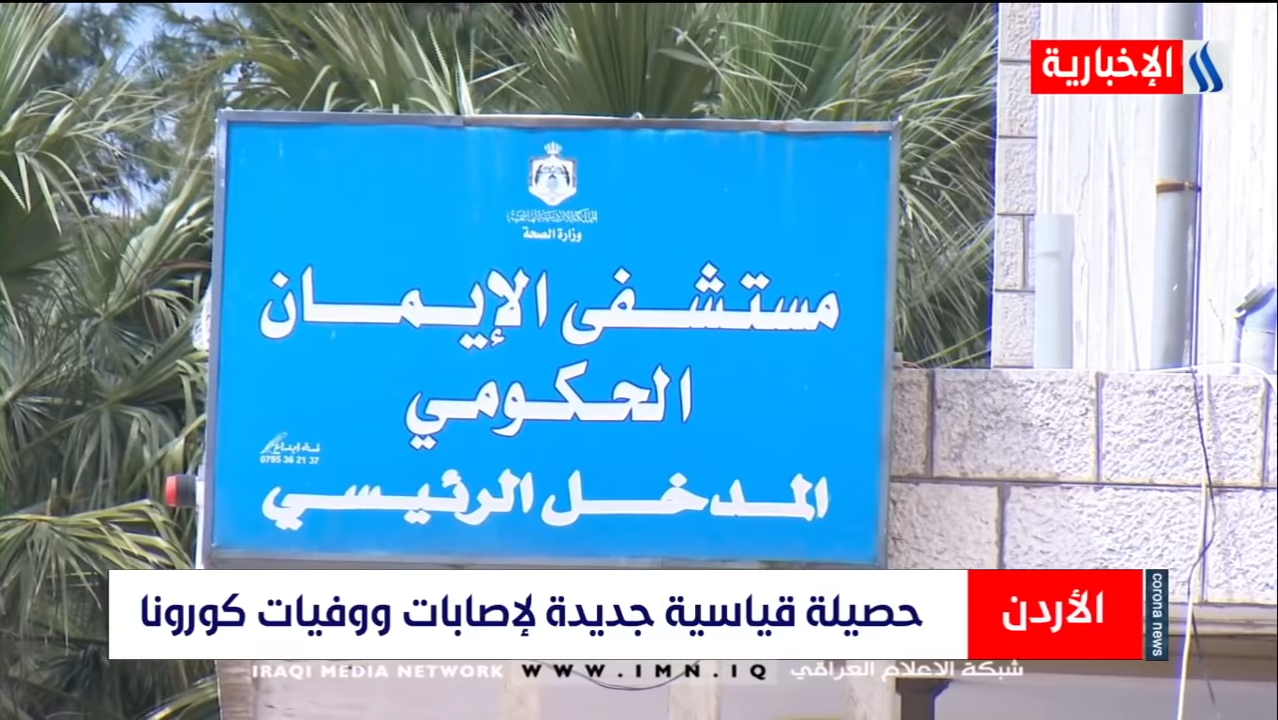 الإخبارية
المملكة الأردنية الهاشمية
وزارة الصحة
مستشفى الإيمان
الحكومي
0795 36 21 37
المدخل الرئيسي
الأردن
حصيلة قياسية جديدة لإصابات ووفيات كورونا
corona news
شبكة الاعلام العراقي
WWW.IMN.IQ
IRAQI MEDIA NETWORK